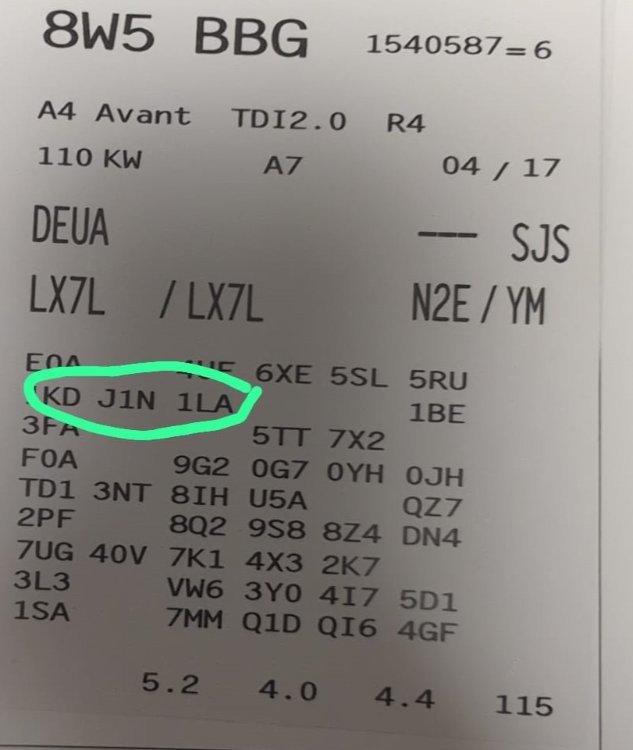 8W5 BBG 1540587=6
A4 Avant TDI2.0 R4
110 KW A7 04 / 17
DEUA --- SJS
LX7L / LX7L N2E / YM
E0A 4UF 6XE 5SL 5RU
KD J1N 1LA 1BE
3FA 5TT 7X2
F0A 9G2 0G7 0YH 0JH
TD1 3NT 8IH U5A QZ7
2PF 8Q2 9S8 8Z4 DN4
7UG 40V 7K1 4X3 2K7
3L3 VW6 3Y0 4I7 5D1
1SA 7MM Q1D QI6 4GF
5.2 4.0 4.4 115